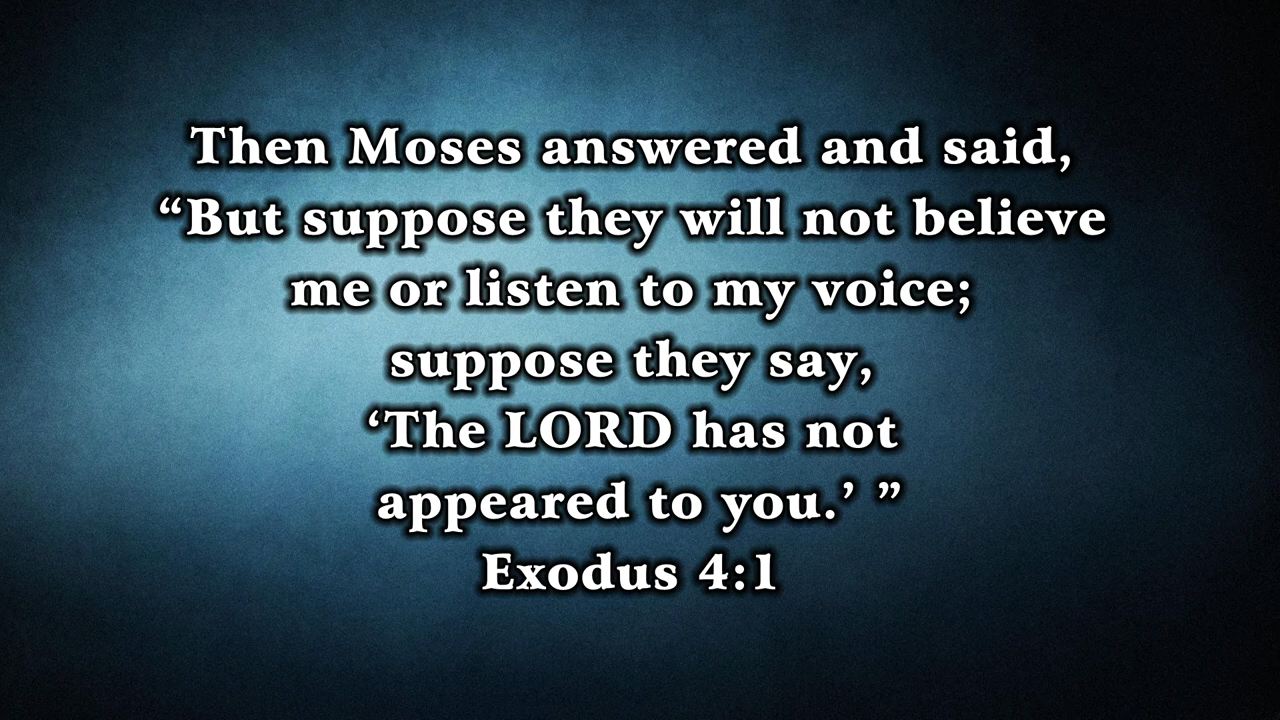 Then Moses answered and said,
“But suppose they will not believe
me or listen to my voice;
suppose they say,
‘The LORD has not
appeared to you.’ ”
Exodus 4:1